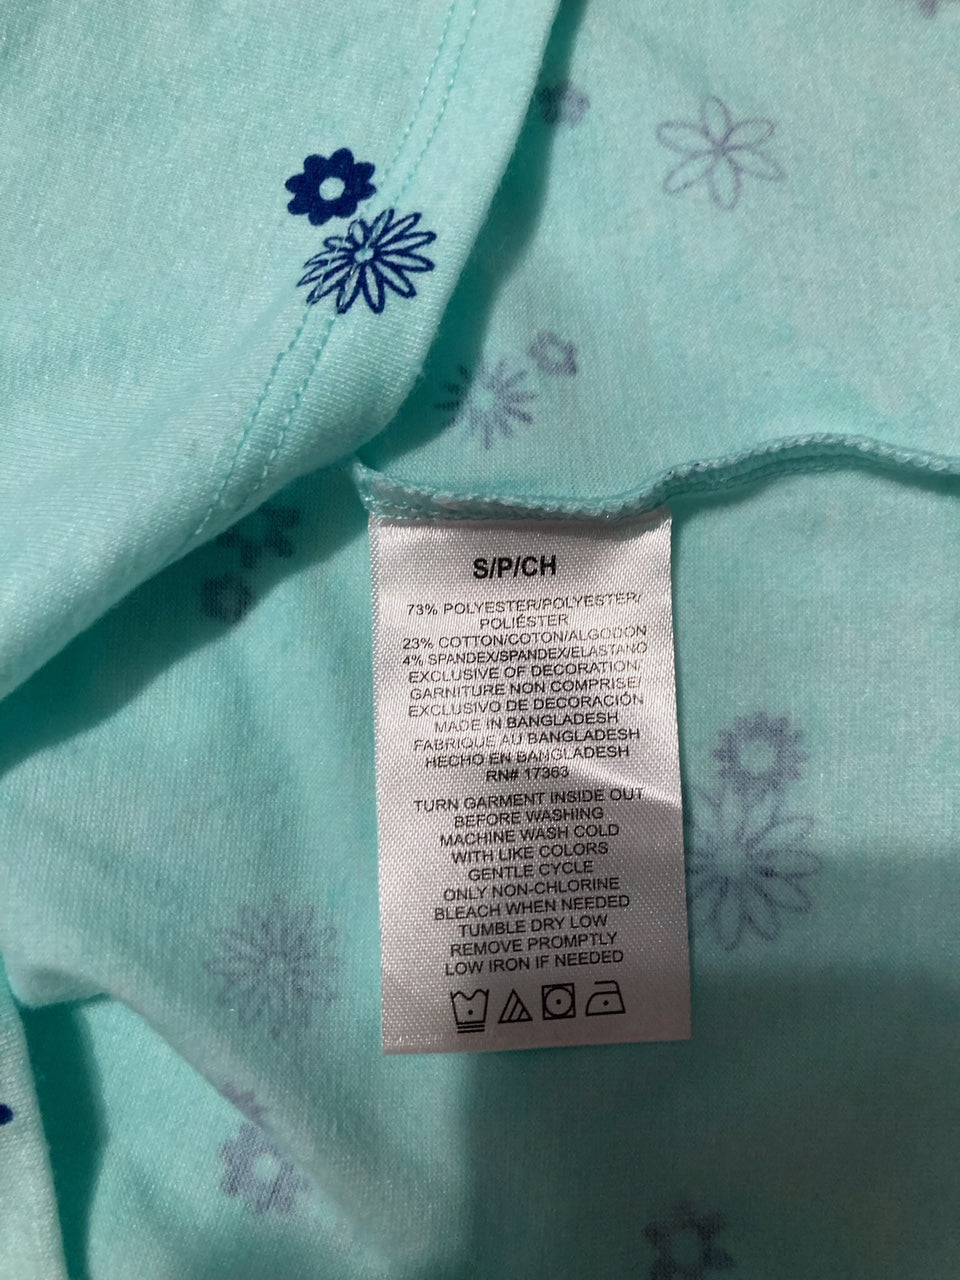 S/P/CH
73% POLYESTER/POLYESTER/
POLIÉSTER
23% COTTON/COTON/ALGODON
4% SPANDEX/SPANDEX/ELASTANO
EXCLUSIVE OF DECORATION/
GARNITURE NON COMPRISE/
EXCLUSIVO DE DECORACIÓN
MADE IN BANGLADESH
FABRIQUE AU BANGLADESH
HECHO EN BANGLADESH
RN# 17363
TURN GARMENT INSIDE OUT
BEFORE WASHING
MACHINE WASH COLD
WITH LIKE COLORS
GENTLE CYCLE
ONLY NON-CHLORINE
BLEACH WHEN NEEDED
TUMBLE DRY LOW
REMOVE PROMPTLY
LOW IRON IF NEEDED